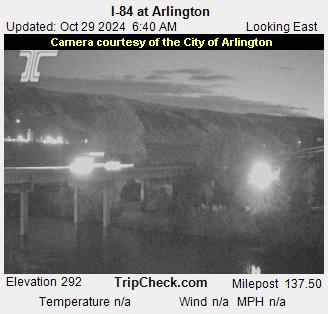 I-84 at Arlington
Updated: Oct 29 2024 6:40 AM Looking East
Camera courtesy of the City of Arlington
Elevation 292 TripCheck.com Milepost 137.50
Temperature n/a Wind n/a MPH n/a